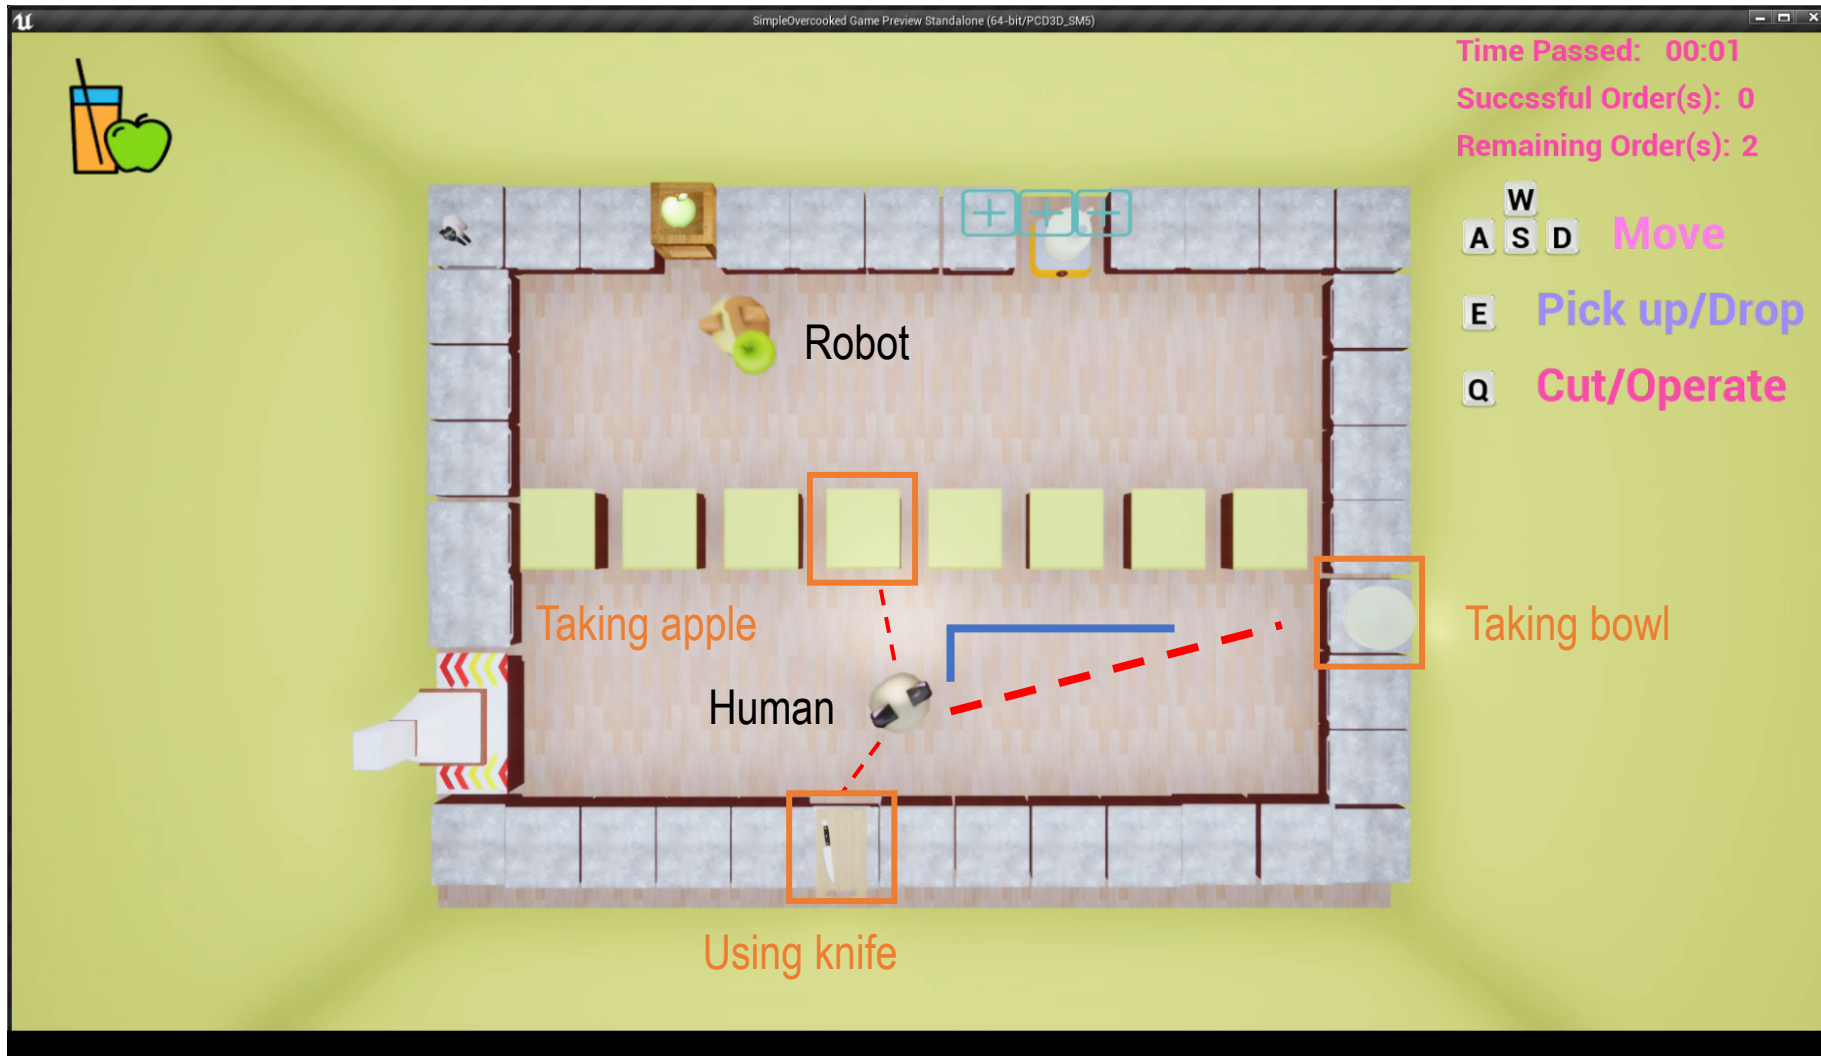 SimpleOvercooked Game Preview Standalone (64-bit/PCD3D_SM5)
Time Passed: 00:01
Succssful Order(s): 0
Remaining Order(s): 2
W
A S D Move
E Pick up/Drop
Q Cut/Operate
Robot
Taking apple
Taking bowl
Human
Using knife